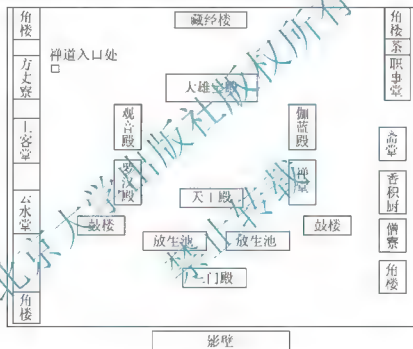 角楼
藏经楼
角楼
茶
职事堂
禅道入口处
方丈寮
大雄宝殿
观音殿
伽蓝殿
上客堂
斋堂
罗汉殿
禅堂
香积厨
天王殿
云水堂
鼓楼
鼓楼
放生池
放生池
僧寮
门殿
角楼
角楼
影壁
北京大学出版社版权所有
禁止转载